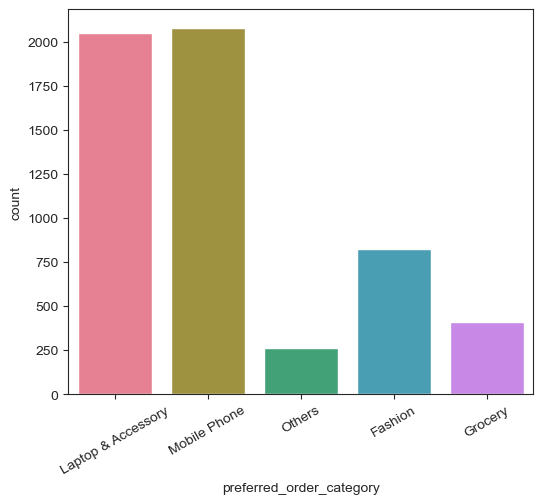 2000
1750
1500
1250
1000
750
500
250
0
count
Laptop & Accessory
Mobile Phone
Others
Fashion
Grocery
preferred_order_category